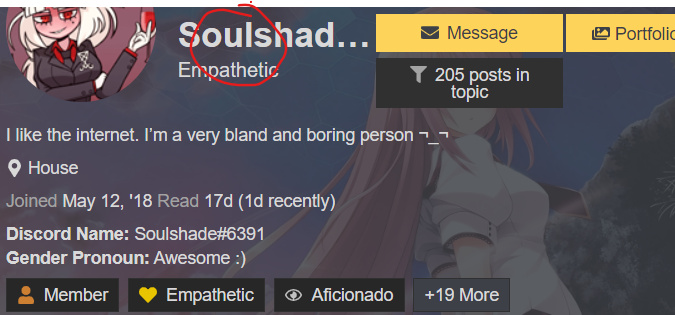 Soulshad...
Message
Portfolio
Empathetic
205 posts in
topic
I like the internet. I'm a very bland and boring person ¬_¬
House
Joined May 12, '18 Read 17d (1d recently)
Discord Name: Soulshade#6391
Gender Pronoun: Awesome :)
Member
Empathetic
Aficionado
+19 More